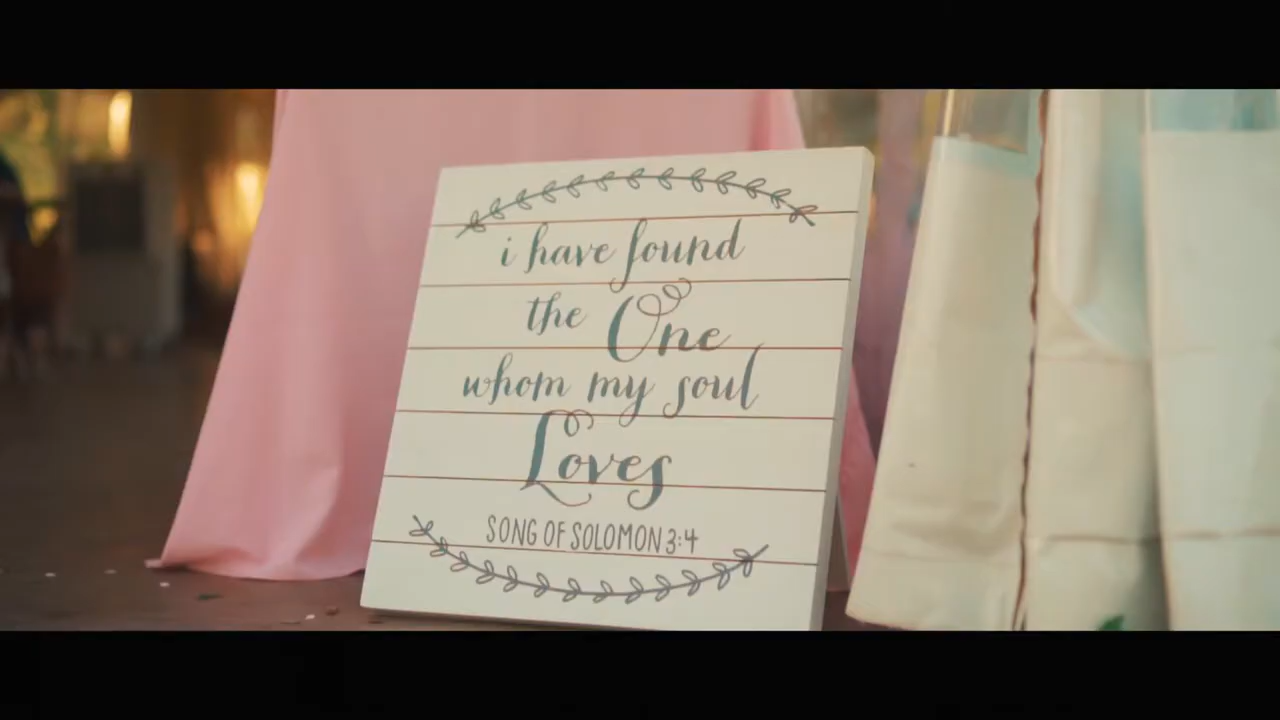 i have found
the One
whom my soul
Loves
SONG OF SOLOMON 3:4